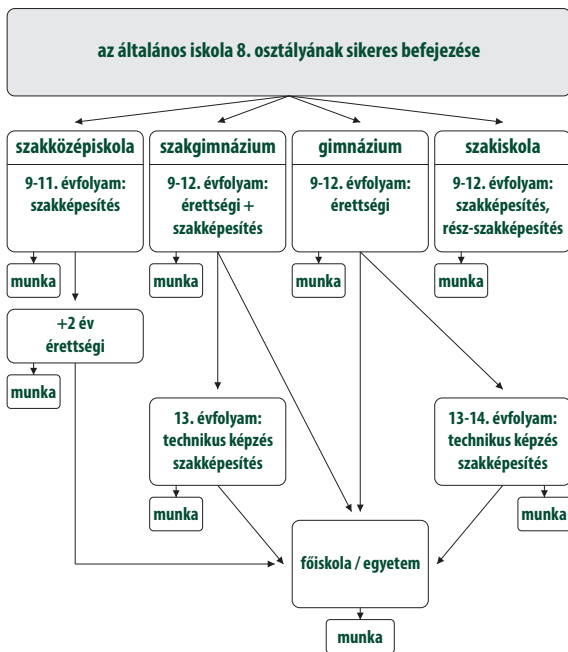 az általános iskola 8. osztályának sikeres befejezése
szakközépiskola
9-11. évfolyam:
szakképesítés
szakgimnázium
9-12. évfolyam:
érettségi +
szakképesítés
gimnázium
9-12. évfolyam:
érettségi
szakiskola
9-12. évfolyam:
szakképesítés,
rész-szakképesítés
munka
munka
munka
munka
+2 év
érettségi
munka
13. évfolyam:
technikus képzés
szakképesítés
13-14. évfolyam:
technikus képzés
szakképesítés
munka
munka
főiskola / egyetem
munka